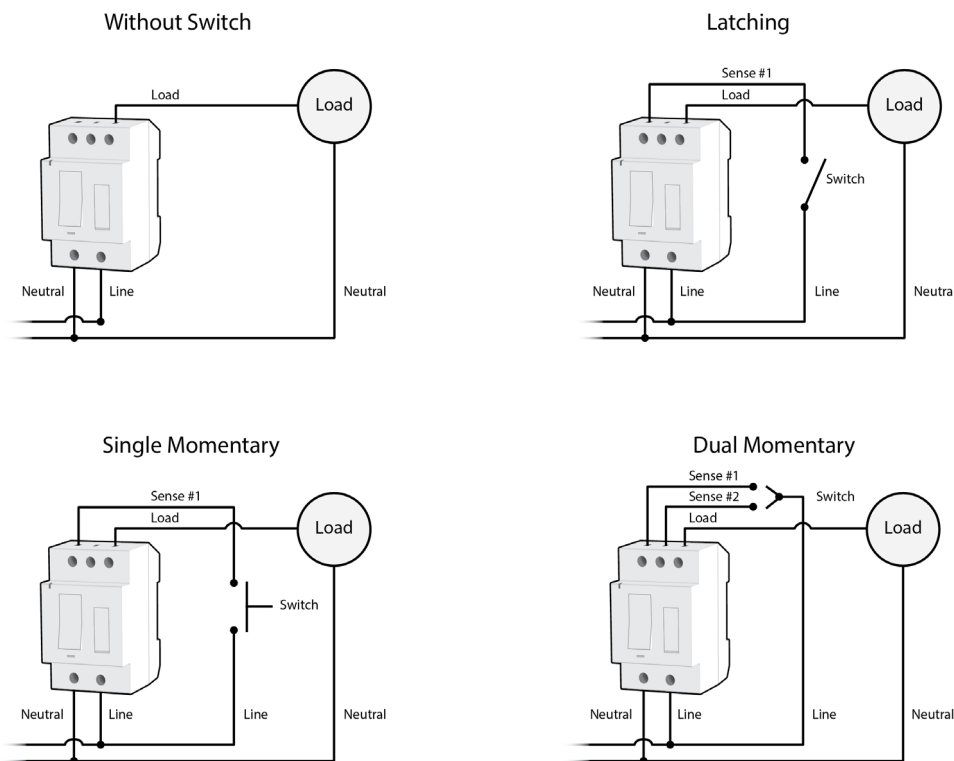 Without Switch
Load
Load
Neutral
Line
Neutral
Latching
Sense #1
Load
Load
Switch
Neutral
Line
Line
Neutra
Single Momentary
Sense #1
Load
Load
Switch
Neutral
Line
Line
Neutral
Dual Momentary
Sense #1
Sense #2
Switch
Load
Load
Neutral
Line
Line
Neutral